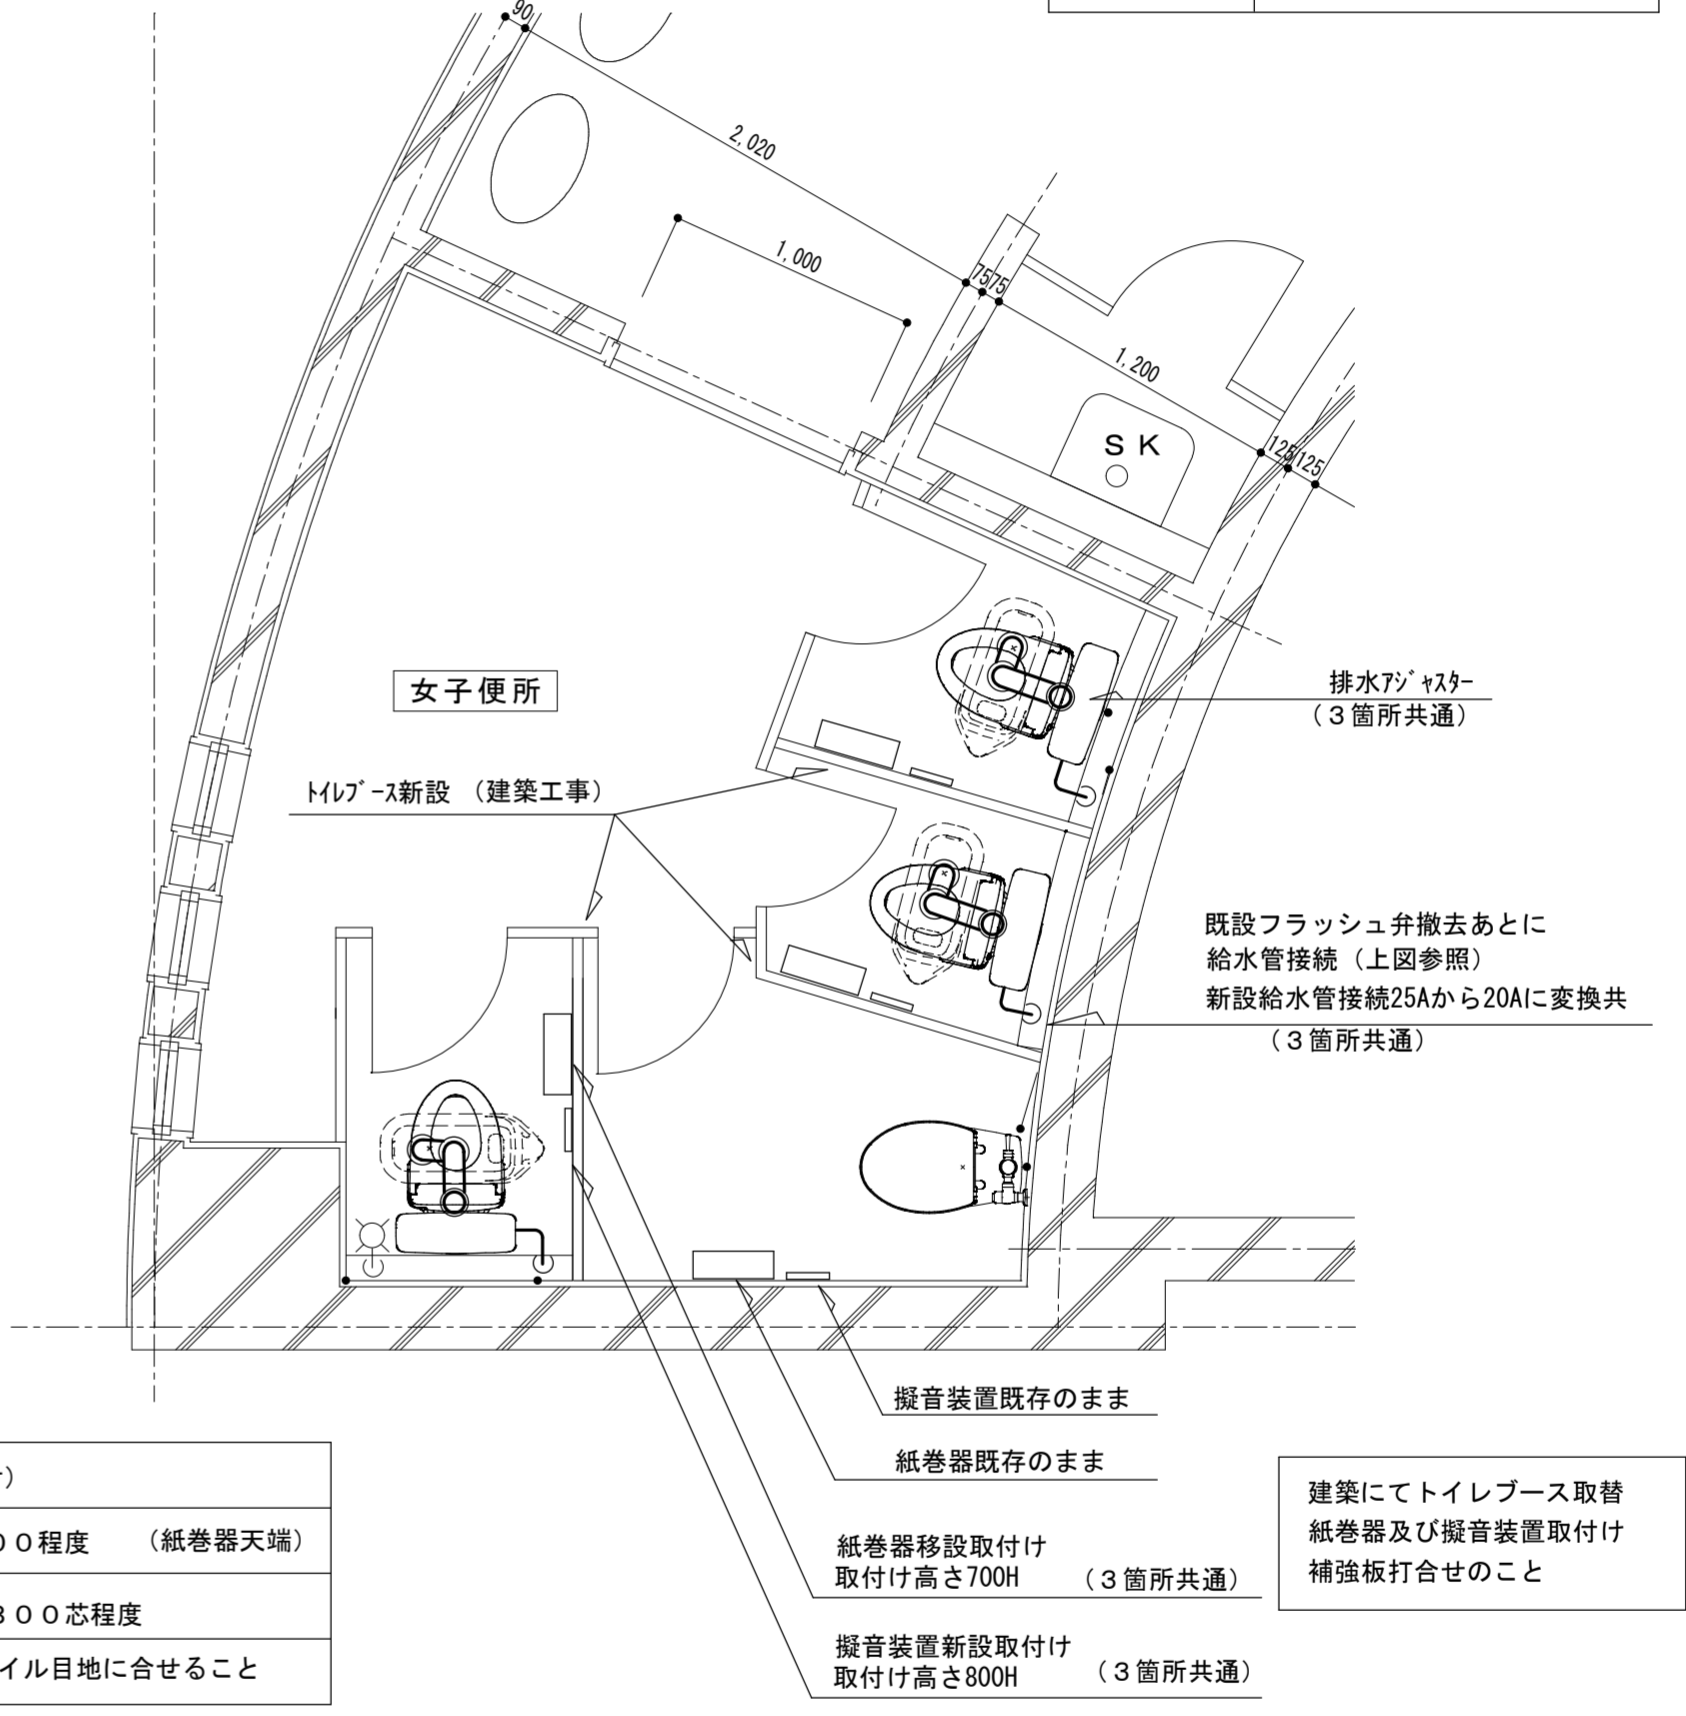 90
2,020
1,000
75 75
1,200
125 125
ＳＫ
女子便所
排水ｱｼﾞｬｽﾀｰ
（３箇所共通）
ﾄｲﾚﾌﾞｰｽ新設 （建築工事）
既設フラッシュ弁撤去あとに
給水管接続（上図参照）
新設給水管接続25Aから20Aに変換共
（３箇所共通）
擬音装置既存のまま
紙巻器既存のまま
紙巻器移設取付け
取付け高さ700H （３箇所共通）
擬音装置新設取付け
取付け高さ800H （３箇所共通）
建築にてトイレブース取替
紙巻器及び擬音装置取付け
補強板打合せのこと
）
００程度 （紙巻器天端）
００芯程度
イル目地に合せること